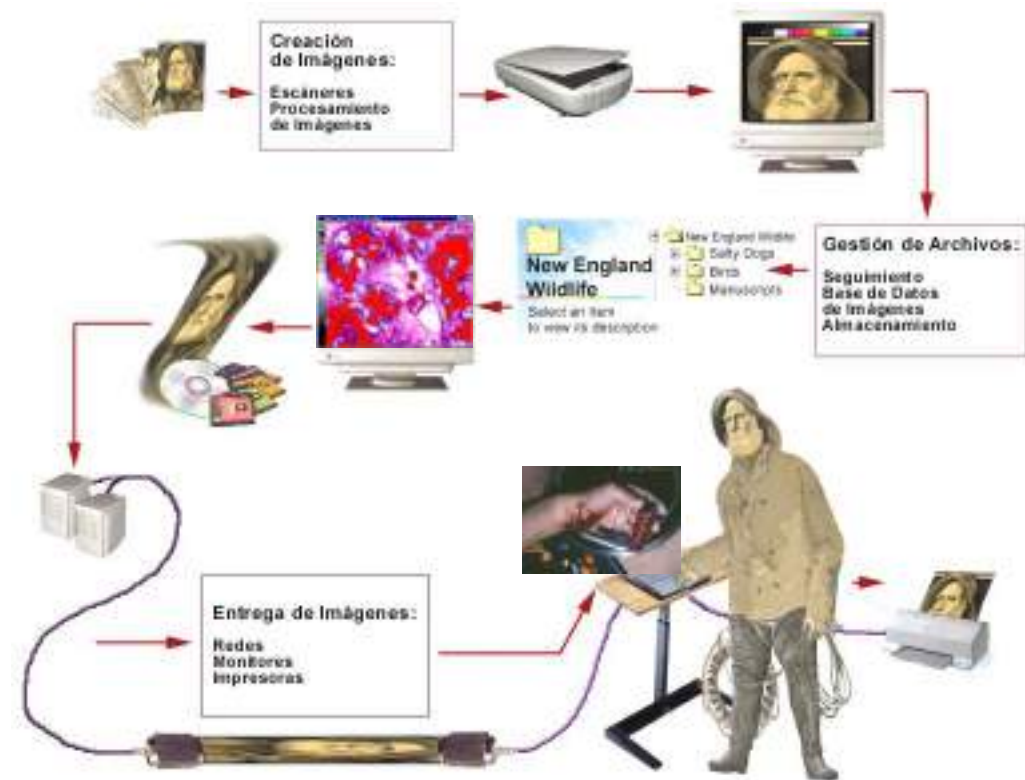 Creación
de Imágenes:
Escáneres
Procesamiento
de Imágenes
Gestión de Archivos:
Seguimiento
Base de Datos
de Imágenes
Almacenamiento
New England Wildlife
Salty Dogs
Birds
Manuscripts
New England
Wildlife
Select an item
to view its description
Entrega de Imágenes:
Redes
Monitores
Impresoras